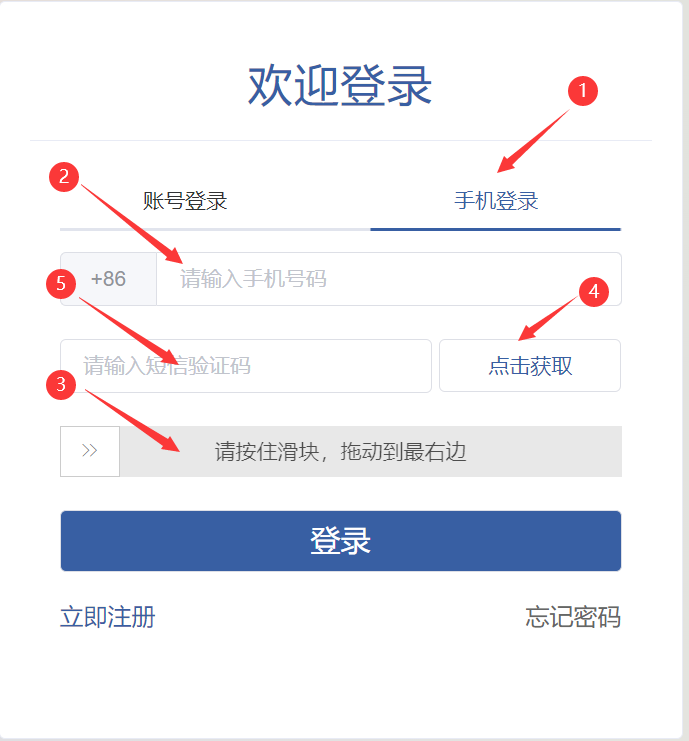 欢迎登录
1
2
账号登录
手机登录
+86
请输入手机号码
5
4
请输入短信验证码
点击获取
3
>>
请按住滑块，拖动到最右边
登录
立即注册
忘记密码